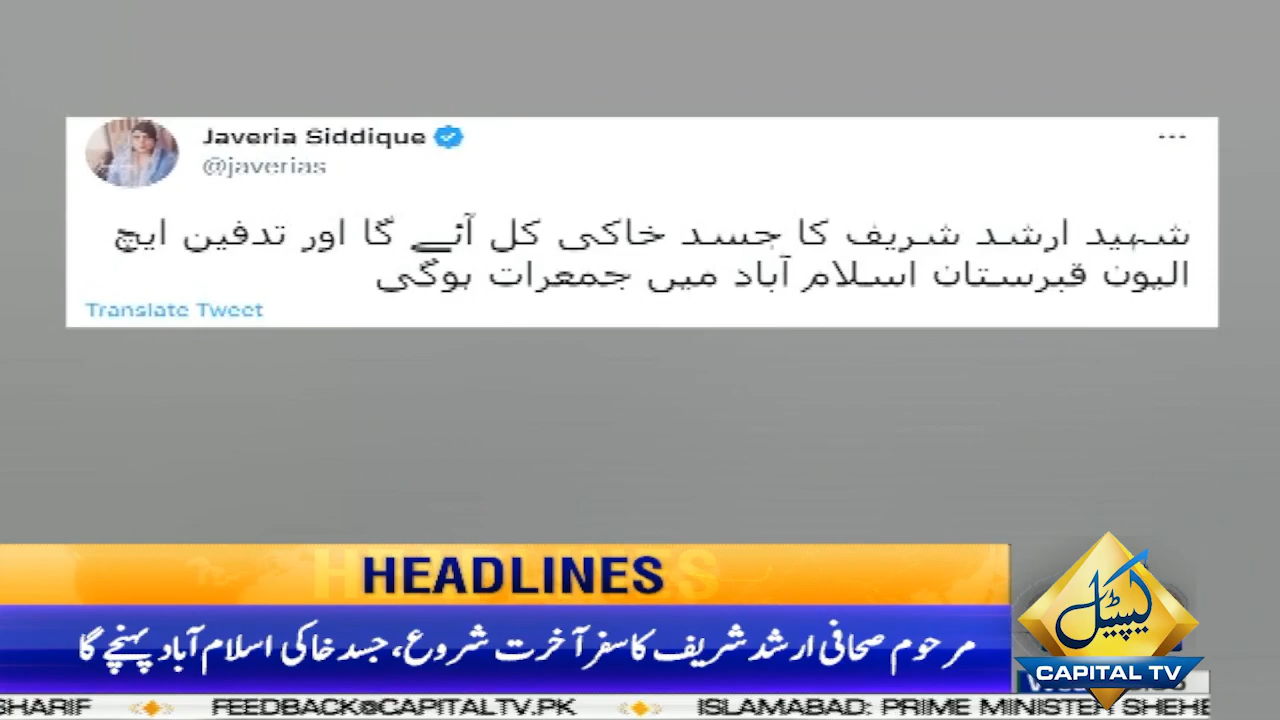 Javeria Siddique
@javerias
شہید ارشد شریف کا جسد خاکی کل آئے گا اور تدفین ایچ
الیون قبرستان اسلام آباد میں جمعرات ہوگی
Translate Tweet
HEADLINES
مرحوم صحافی ارشد شریف کا سفر آخرت شروع، جسد خاکی اسلام آباد پہنچے گا
کیپیٹل
CAPITAL TV
SHARIF FEEDBACK@CAPITALTV.PK ISLAMABAD: PRIME MINISTER SHEHB